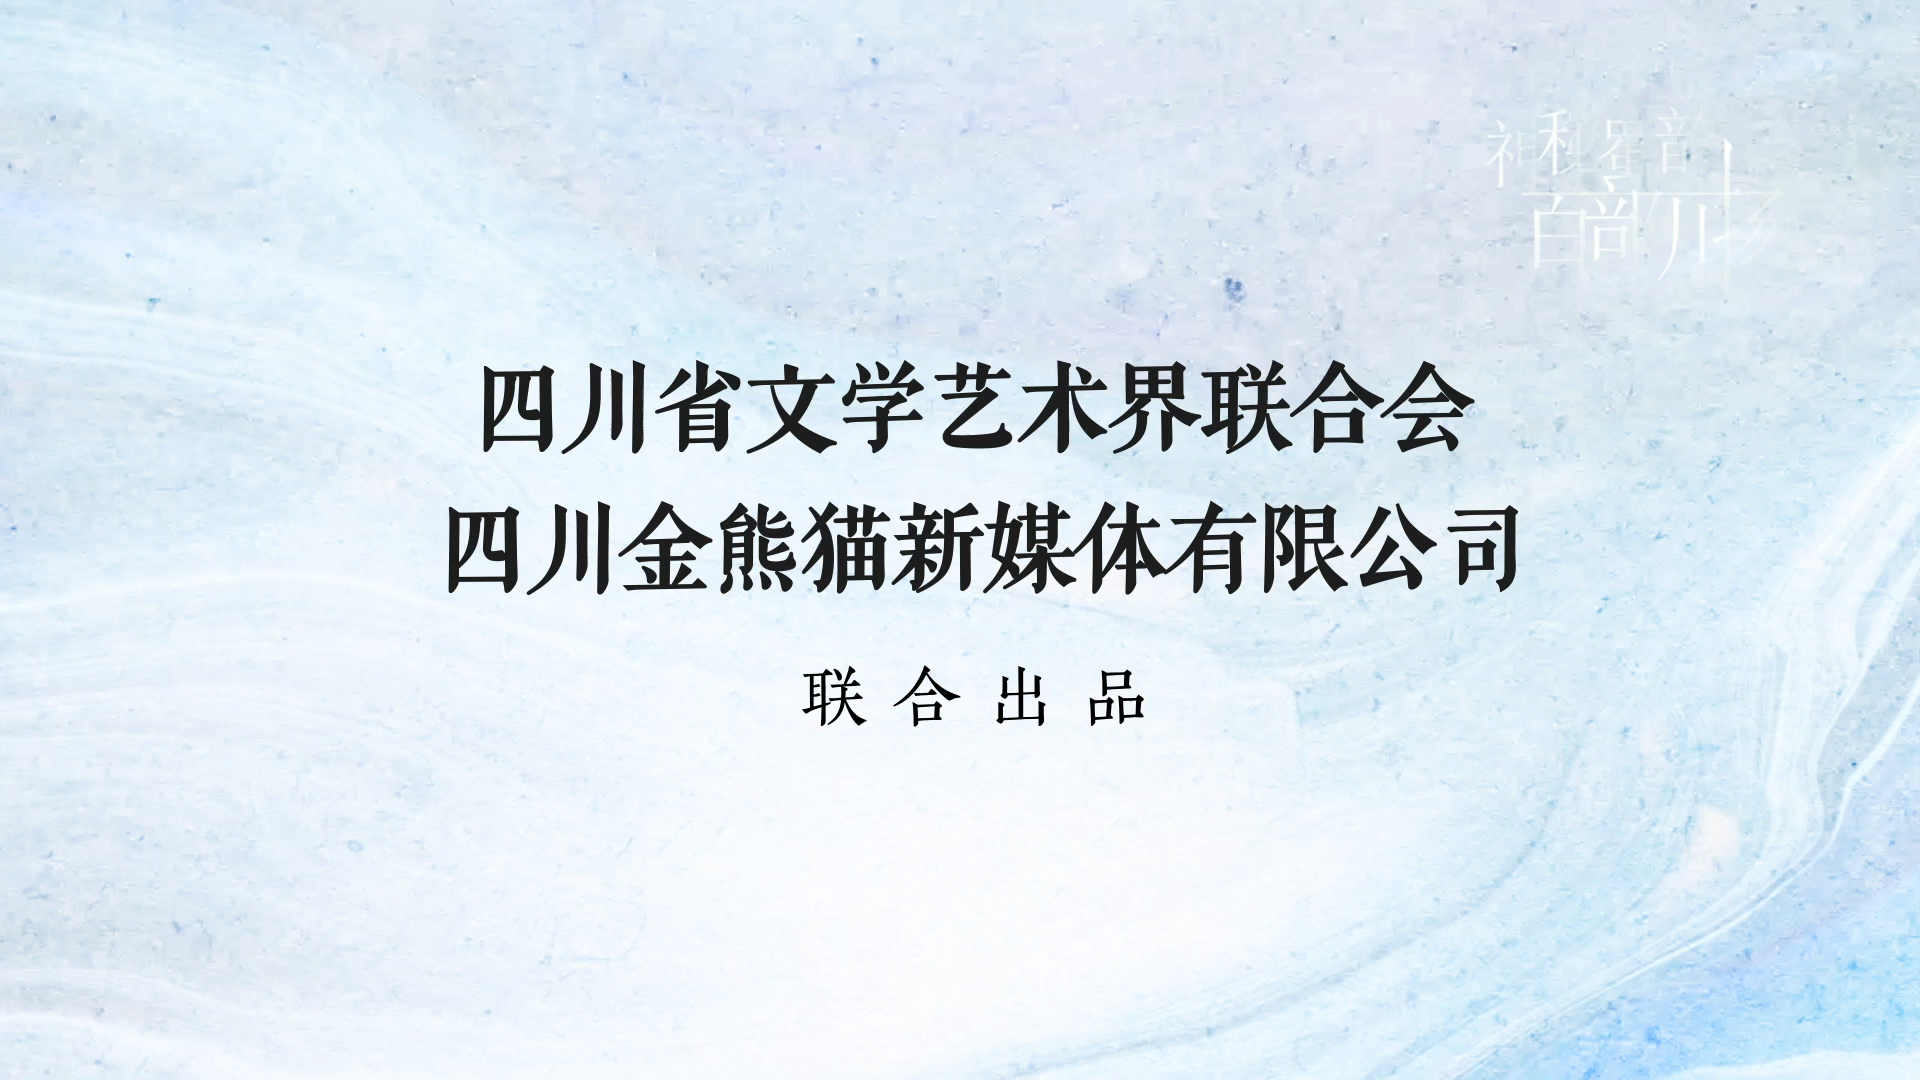 四川省文学艺术界联合会
四川金熊猫新媒体有限公司
联合出品